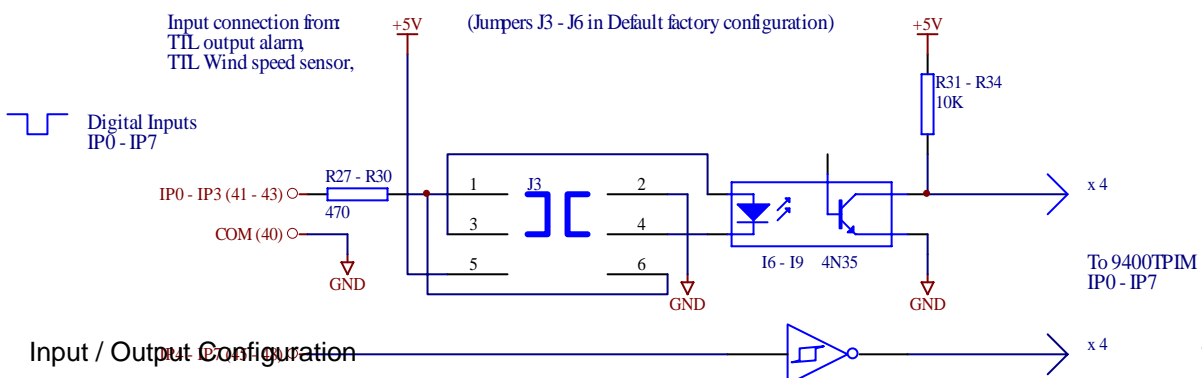 Input connection from:
TTL output alarm,
TTL Wind speed sensor,
+5V
(Jumpers J3 - J6 in Default factory configuration)
+5V
R31 - R34
10K
Digital Inputs
IP0 - IP7
IP0 - IP3 (41 - 43)
R27 - R30
470
COM (40)
GND
1
3
5
J3
2
4
6
GND
I6 - I9
4N35
GND
x 4
To 9400TPIM
IP0 - IP7
Input / Output Configuration
x 4